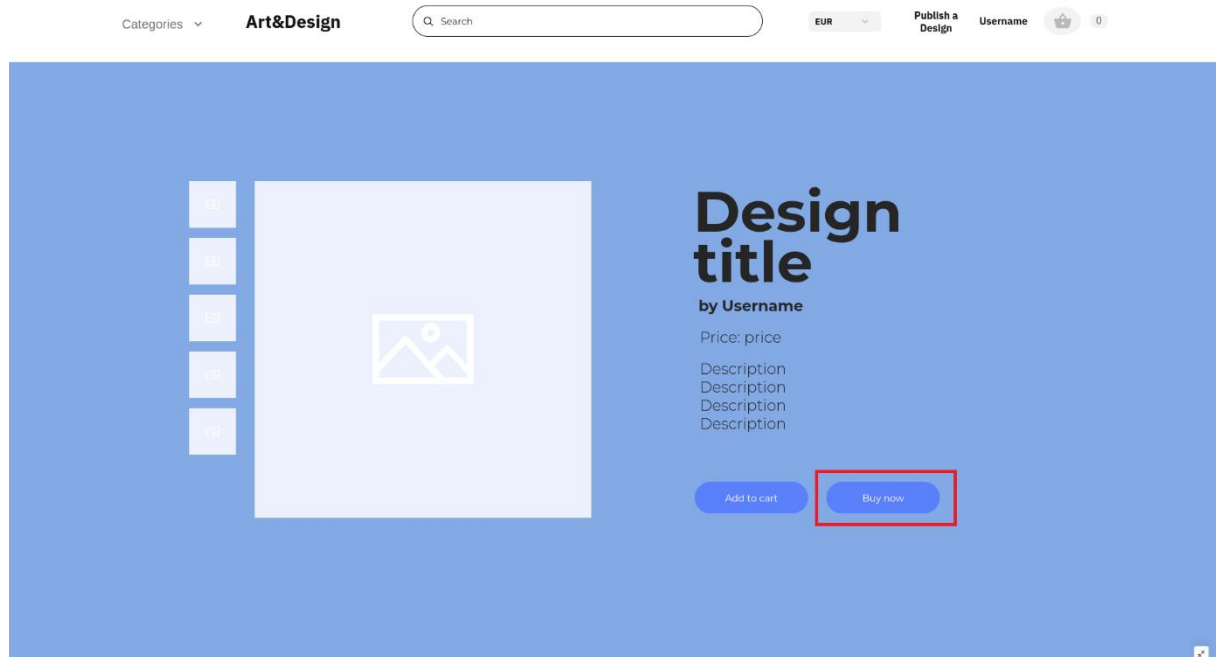 Categories
Art&Design
Search
EUR
Publish a
Design
Username
0
Design
title
by Username
Price: price
Description
Description
Description
Description
Add to cart
Buy now